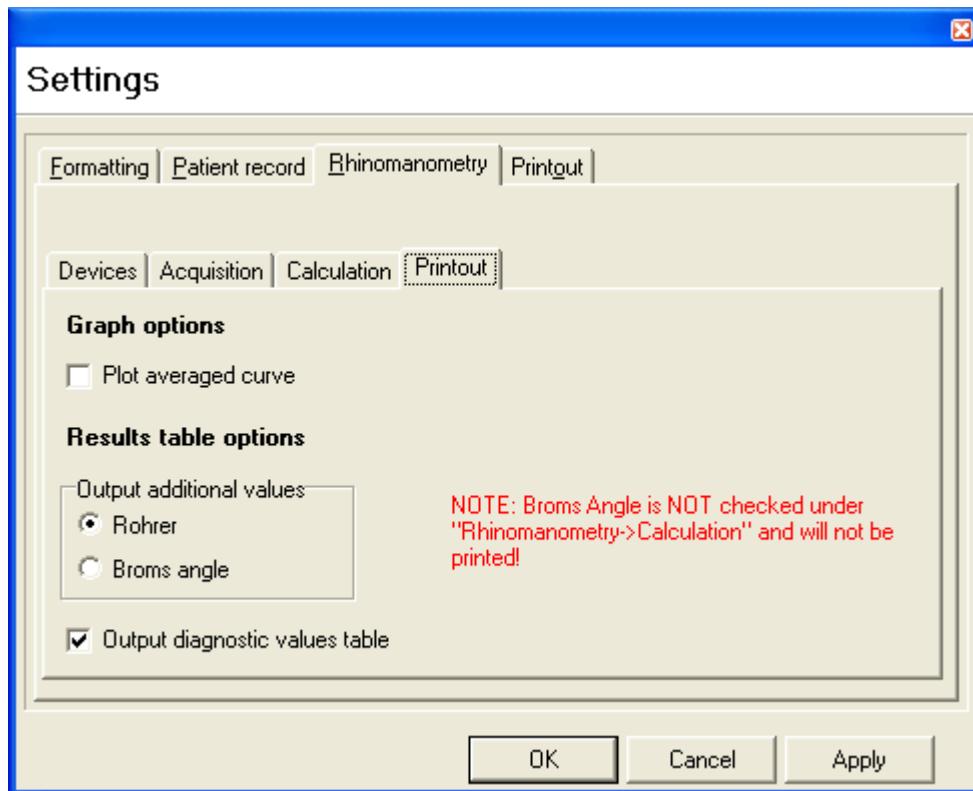 Settings
Formatting Patient record Rhinomanometry Printout
Devices Acquisition Calculation Printout
Graph options
Plot averaged curve
Results table options
Output additional values
Rohrer
Broms angle
NOTE: Broms Angle is NOT checked under
"Rhinomanometry->Calculation" and will not be
printed!
Output diagnostic values table
OK Cancel Apply